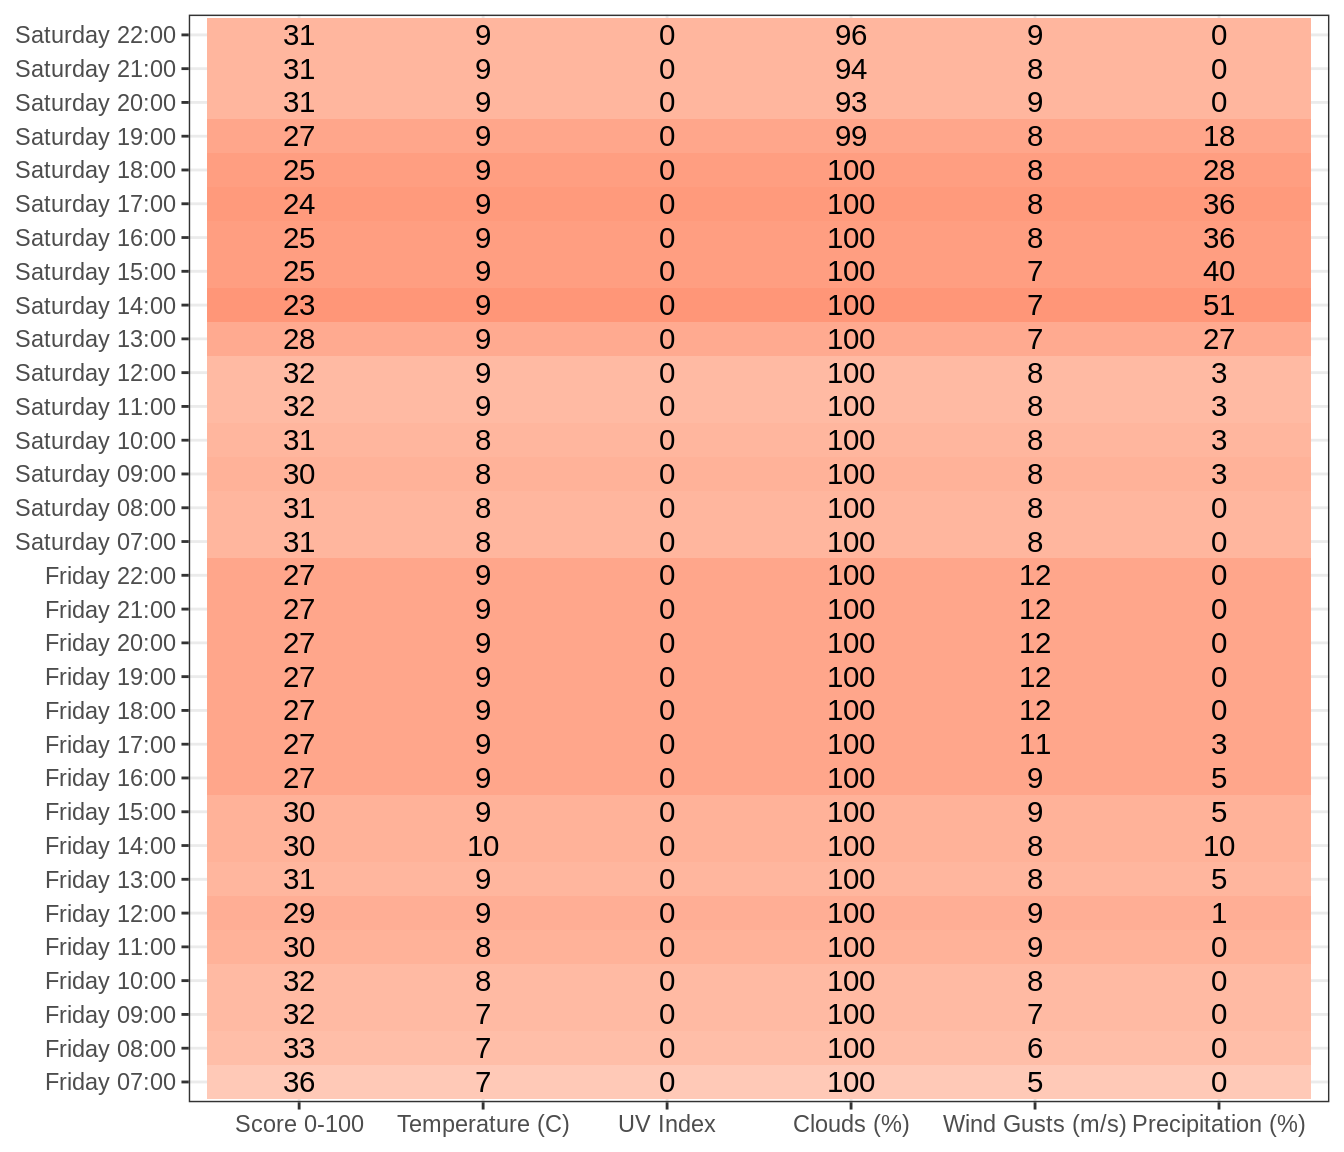 Saturday 22:00 31 9 0 96 9 0
Saturday 21:00 31 9 0 94 8 0
Saturday 20:00 31 9 0 93 9 0
Saturday 19:00 27 9 0 99 8 18
Saturday 18:00 25 9 0 100 8 28
Saturday 17:00 24 9 0 100 8 36
Saturday 16:00 25 9 0 100 8 36
Saturday 15:00 25 9 0 100 7 40
Saturday 14:00 23 9 0 100 7 51
Saturday 13:00 28 9 0 100 7 27
Saturday 12:00 32 9 0 100 8 3
Saturday 11:00 32 9 0 100 8 3
Saturday 10:00 31 8 0 100 8 3
Saturday 09:00 30 8 0 100 8 3
Saturday 08:00 31 8 0 100 8 0
Saturday 07:00 31 8 0 100 8 0
Friday 22:00 27 9 0 100 12 0
Friday 21:00 27 9 0 100 12 0
Friday 20:00 27 9 0 100 12 0
Friday 19:00 27 9 0 100 12 0
Friday 18:00 27 9 0 100 12 0
Friday 17:00 27 9 0 100 11 3
Friday 16:00 27 9 0 100 9 5
Friday 15:00 30 9 0 100 9 5
Friday 14:00 30 10 0 100 8 10
Friday 13:00 31 9 0 100 8 5
Friday 12:00 29 9 0 100 9 1
Friday 11:00 30 8 0 100 9 0
Friday 10:00 32 8 0 100 8 0
Friday 09:00 32 7 0 100 7 0
Friday 08:00 33 7 0 100 6 0
Friday 07:00 36 7 0 100 5 0
Score 0-100 Temperature (C) UV Index Clouds (%) Wind Gusts (m/s) Precipitation (%)